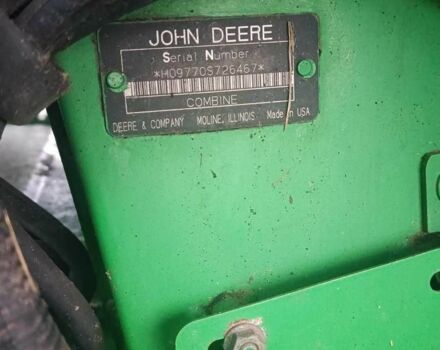 JOHN DEERE
Serial Number
*H09770S726467*
COMBINE
DEERE & COMPANY MOLINE, ILLINOIS Made in USA